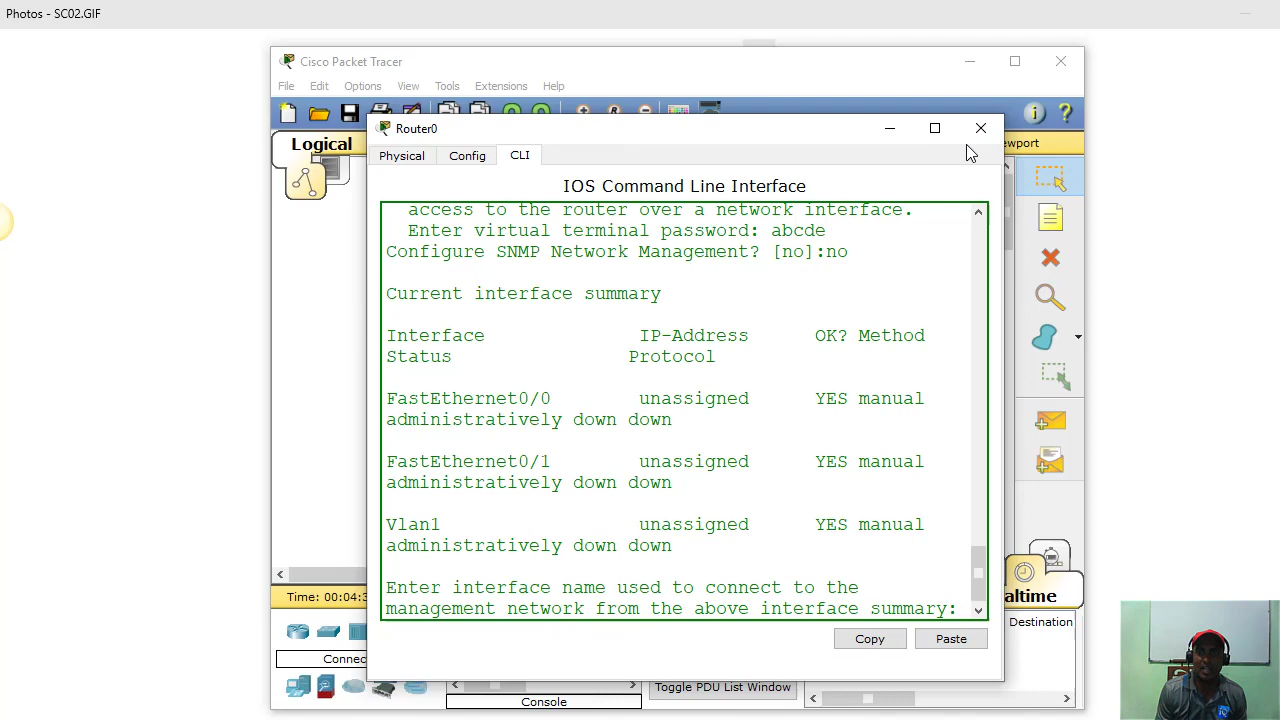 Photos - SC02.GIF
Cisco Packet Tracer
File Edit Options View Tools Extensions Help
Router0
Logical
Physical Config CLI
IOS Command Line Interface
access to the router over a network interface.
Enter virtual terminal password: abcde
Configure SNMP Network Management? [no]:no
Current interface summary
Interface IP-Address OK? Method
Status Protocol
FastEthernet0/0 unassigned YES manual
administratively down down
FastEthernet0/1 unassigned YES manual
administratively down down
Vlan1 unassigned YES manual
administratively down down
Enter interface name used to connect to the
management network from the above interface summary:
Time: 00:04:3
Copy Paste
Destination
Toggle PDU List Window
Console